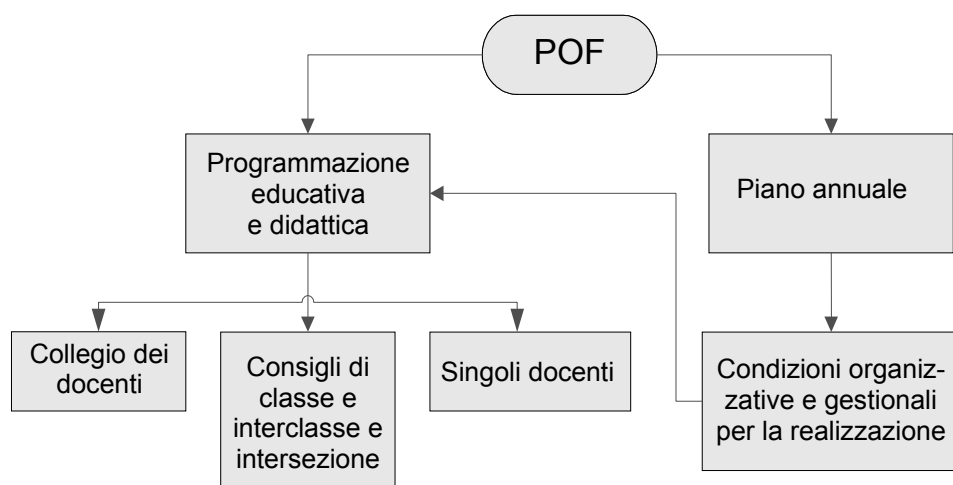 POF
Programmazione
educativa
e didattica
Piano annuale
Collegio dei
docenti
Consigli di
classe e
interclasse e
intersezione
Singoli docenti
Condizioni organiz-
zative e gestionali
per la realizzazione